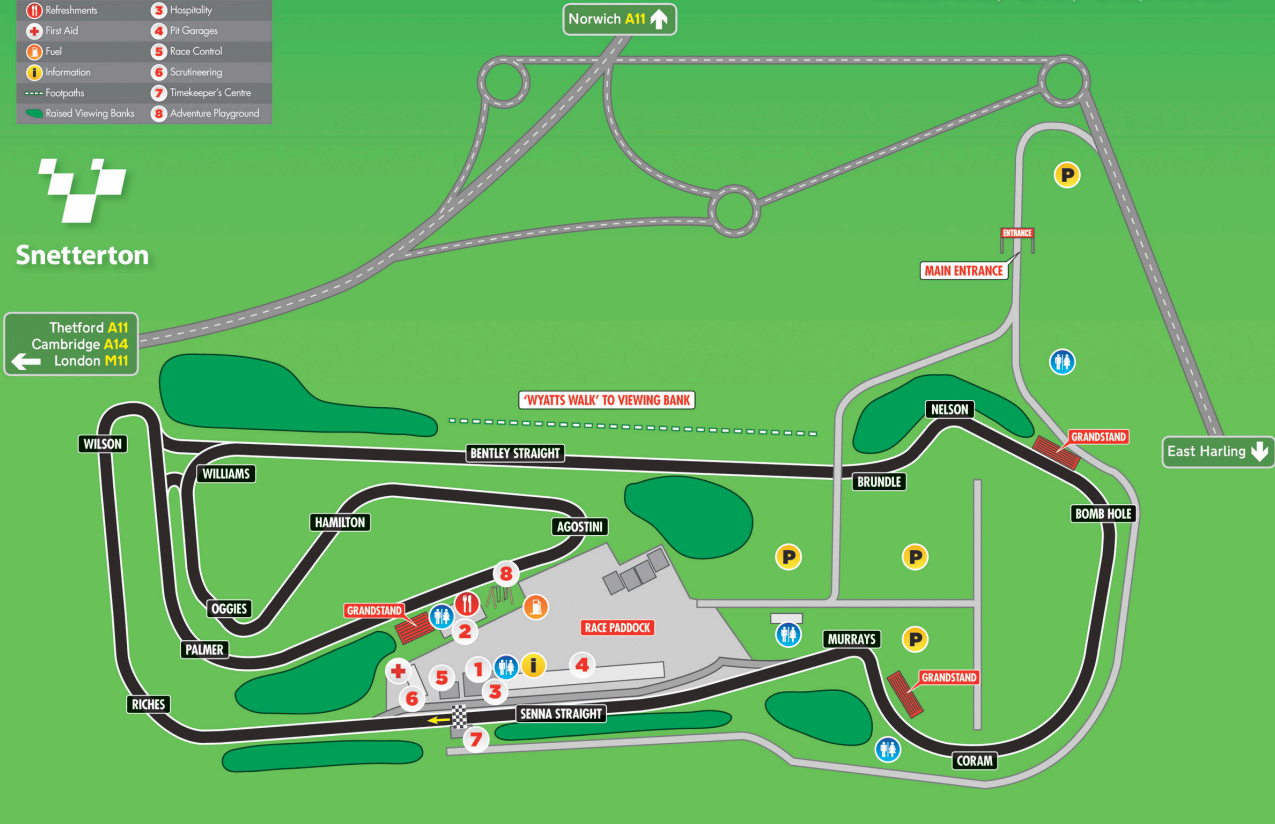 Refreshments
3 Hospitality
First Aid
4 Pit Garages
Fuel
5 Race Control
i Information
6 Scrutineering
Footpaths
7 Timekeeper's Centre
Raised Viewing Banks
8 Adventure Playground
Norwich A11
Snetterton
P
ENTRANCE
MAIN ENTRANCE
Thetford A11
Cambridge A14
London M11
'WYATTS WALK' TO VIEWING BANK
NELSON
GRANDSTAND
East Harling
WILSON
BENTLEY STRAIGHT
WILLIAMS
BRUNDLE
HAMILTON
AGOSTINI
BOMB HOLE
P
P
8
OGGIES
GRANDSTAND
2
RACE PADDOCK
MURRAYS
P
PALMER
5
1
i
4
6
3
GRANDSTAND
RICHES
SENNA STRAIGHT
7
CORAM